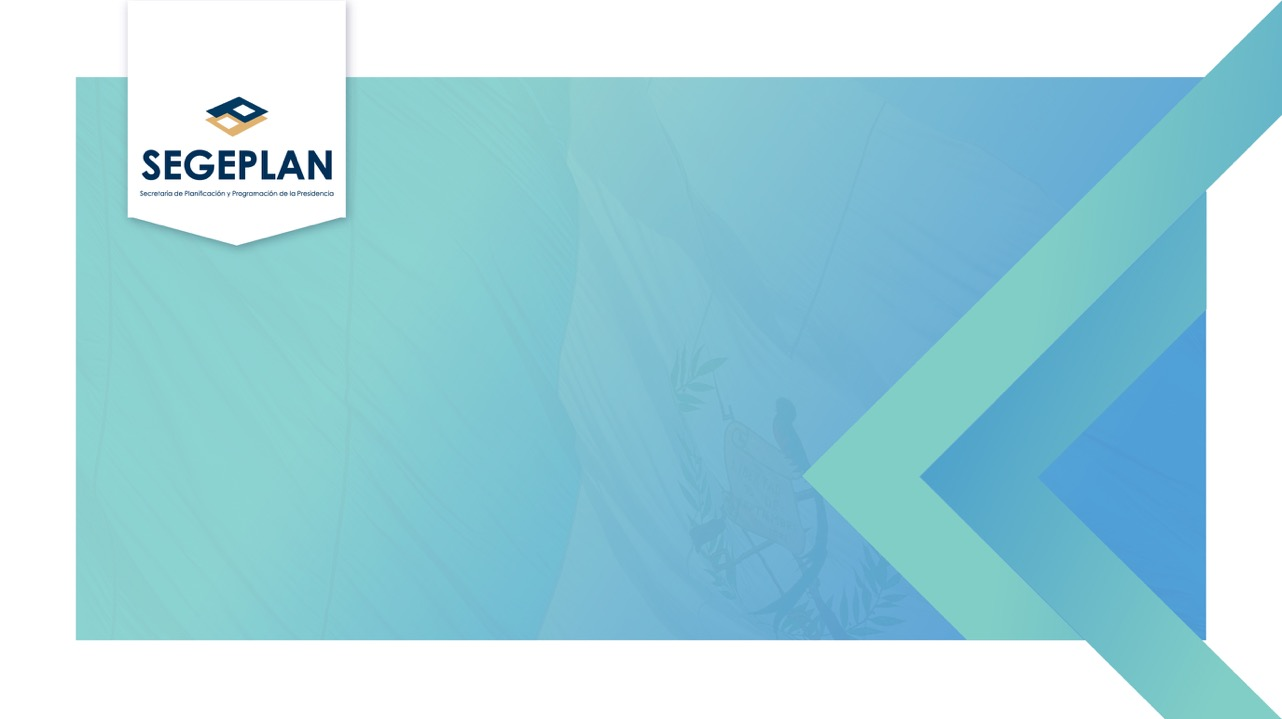 SEGEPLAN
Secretaría de Planificación y Programación de la Presidencia